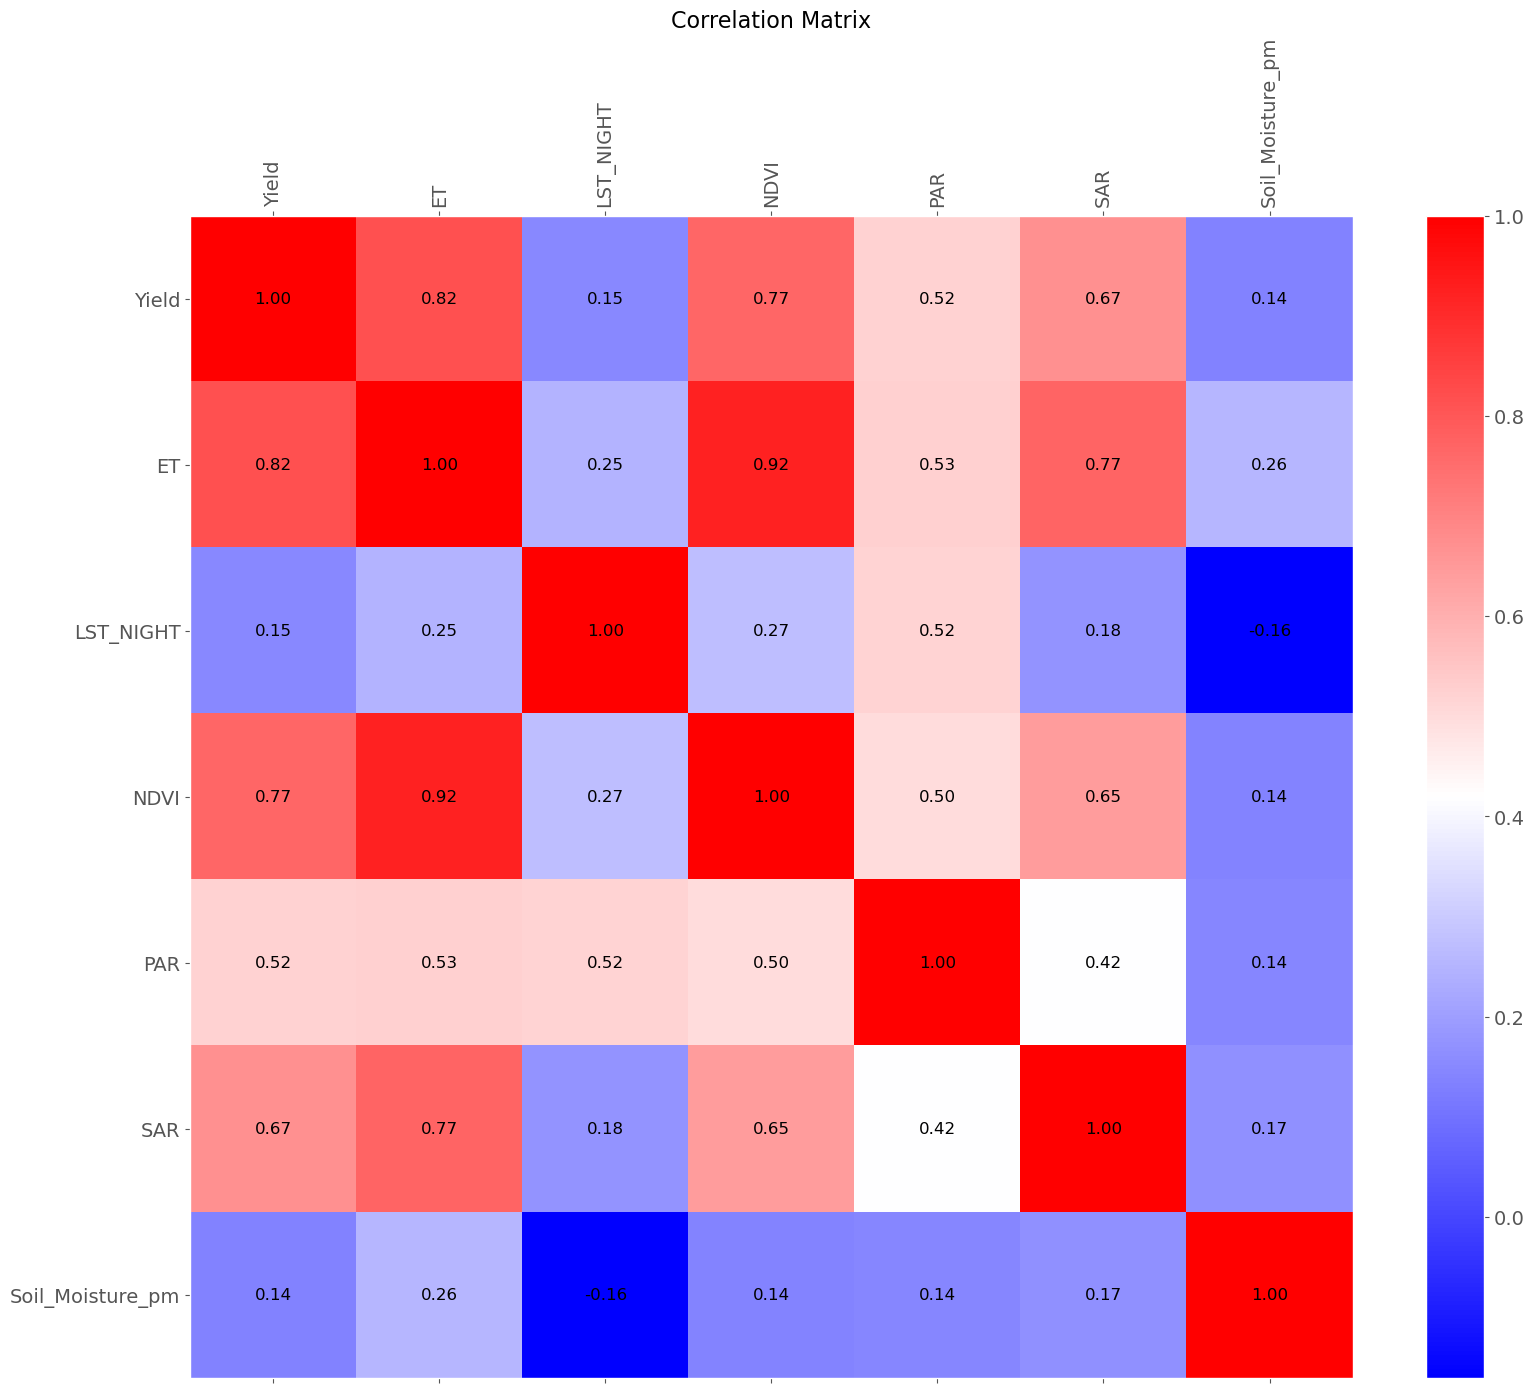 Correlation Matrix
Yield ET LST_NIGHT NDVI PAR SAR Soil_Moisture_pm
Yield 1.00 0.82 0.15 0.77 0.52 0.67 0.14
ET 0.82 1.00 0.25 0.92 0.53 0.77 0.26
LST_NIGHT 0.15 0.25 1.00 0.27 0.52 0.18 -0.16
NDVI 0.77 0.92 0.27 1.00 0.50 0.65 0.14
PAR 0.52 0.53 0.52 0.50 1.00 0.42 0.14
SAR 0.67 0.77 0.18 0.65 0.42 1.00 0.17
Soil_Moisture_pm 0.14 0.26 -0.16 0.14 0.14 0.17 1.00
1.0
0.8
0.6
0.4
0.2
0.0